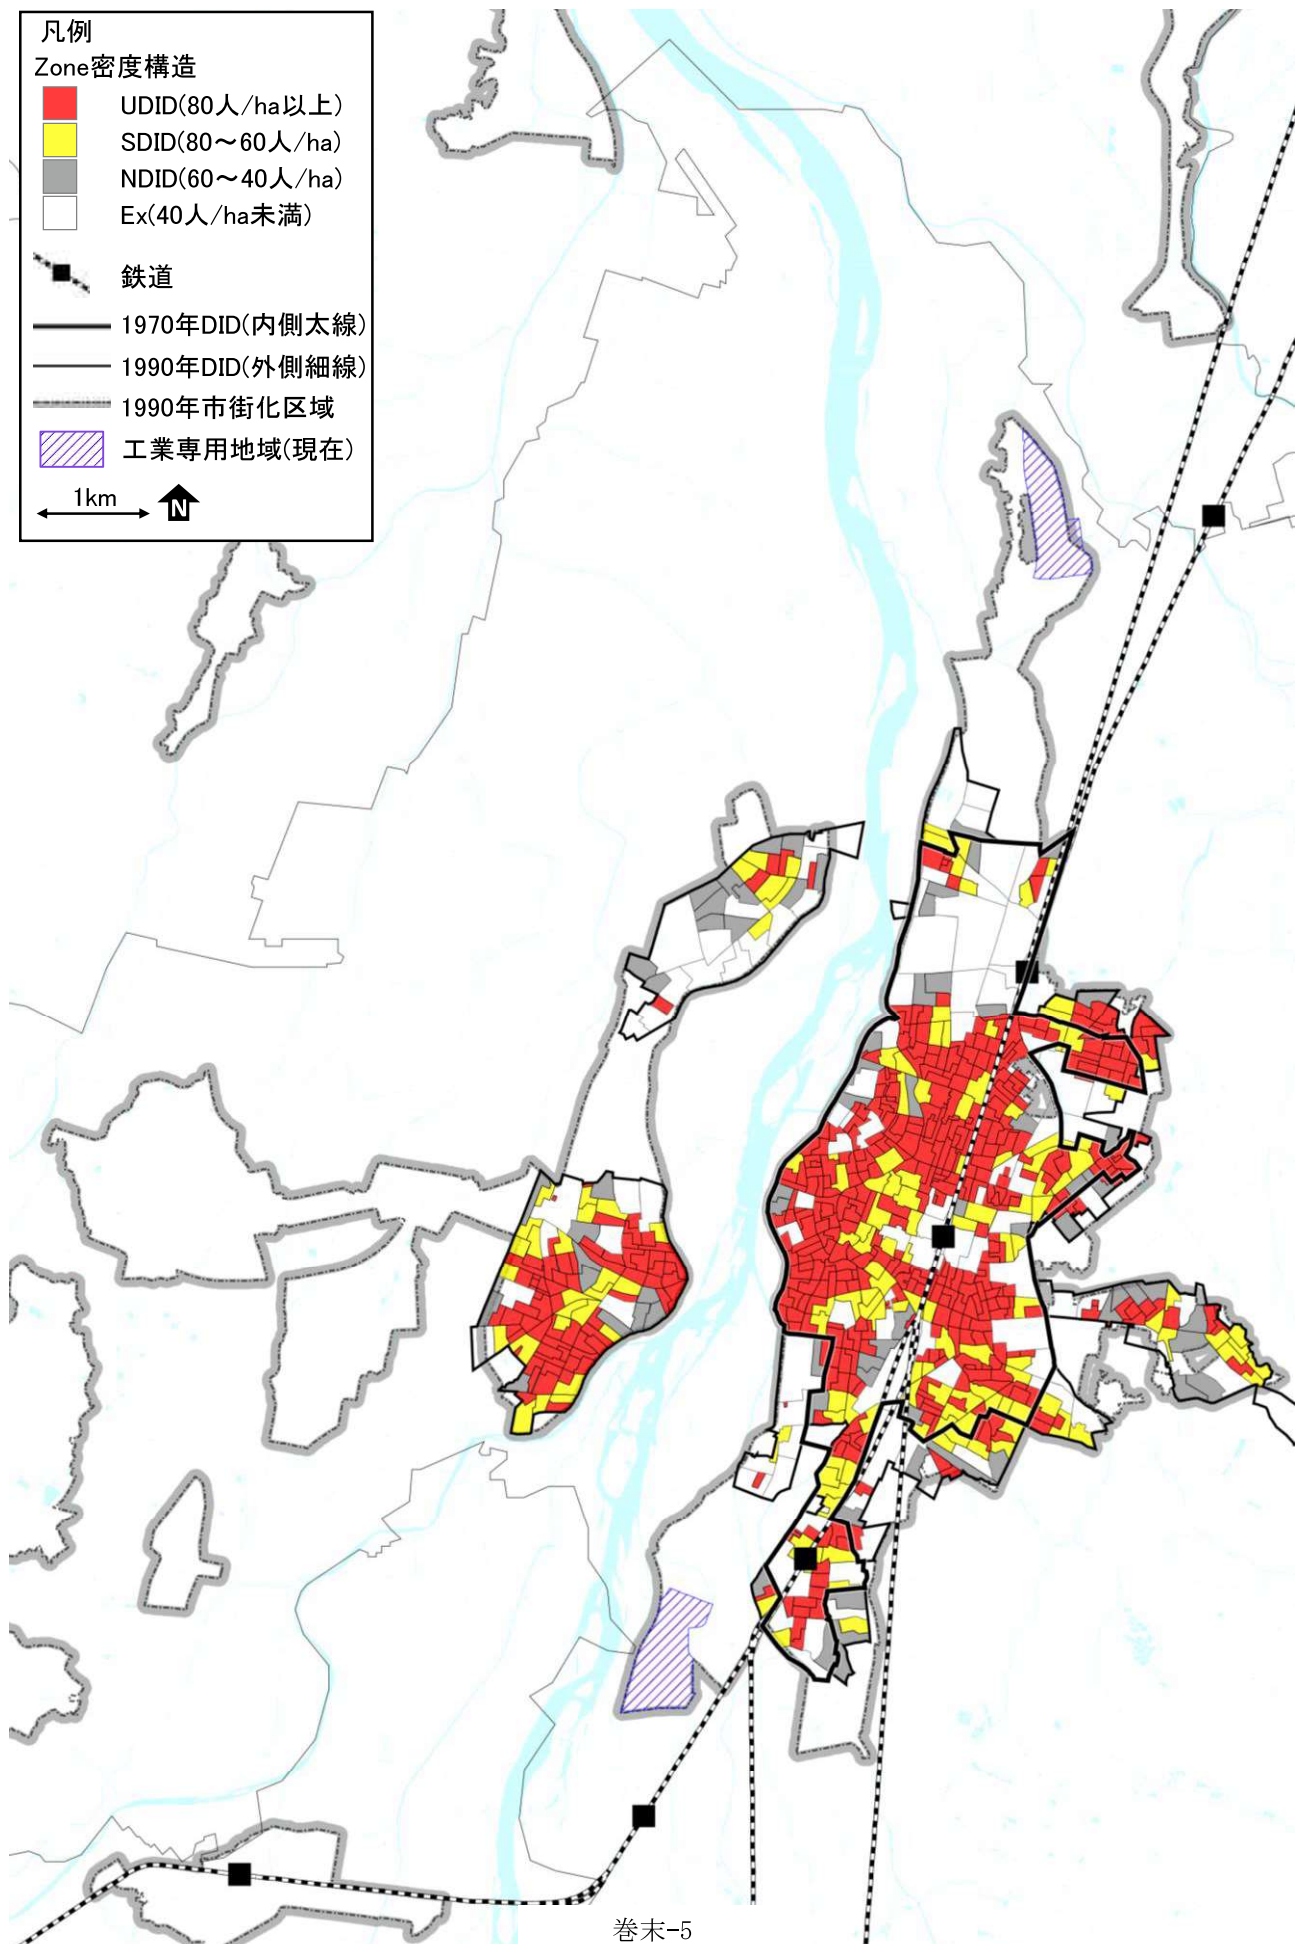 凡例
Zone密度構造
UDID(80人/ha以上)
SDID(80～60人/ha)
NDID(60～40人/ha)
Ex(40人/ha未満)
鉄道
1970年DID(内側太線)
1990年DID(外側細線)
1990年市街化区域
工業専用地域(現在)
1km
N
巻末-5